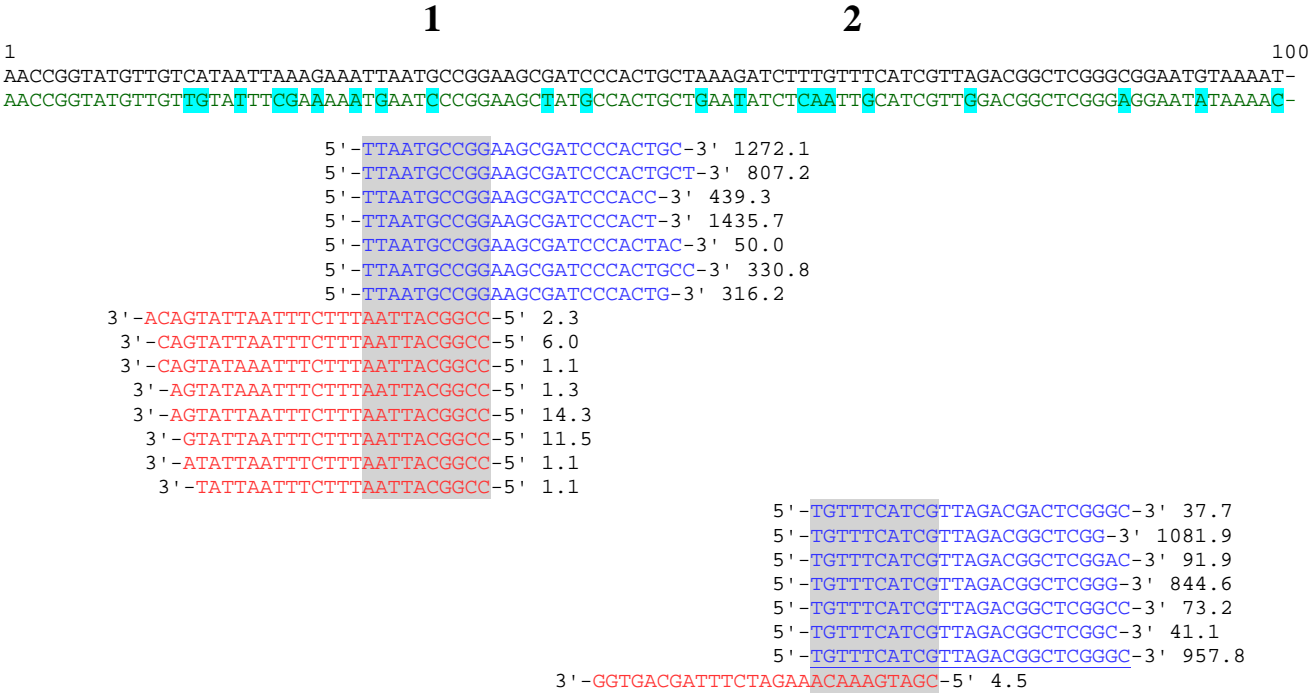 1 2
1 100
AACCGGTATGTTGTCATAATTAAAGAAATTAATGCCGGAAGCGATCCCACTGCTAAAGATCTTTGTTTCATCGTTAGACGGCTCGGGCGGAATGTAAAAT-
AACCGGTATGTTGTTGTATTTCGAAAAATGAATCCCGGAAGCTATGCCACTGCTGAATATCTCAATTGCATCGTTGGACGGCTCGGGAGGAATATAAAAC-
5'-TTAATGCCGGAAGCGATCCCACTGC-3' 1272.1
5'-TTAATGCCGGAAGCGATCCCACTGCT-3' 807.2
5'-TTAATGCCGGAAGCGATCCCACC-3' 439.3
5'-TTAATGCCGGAAGCGATCCCACT-3' 1435.7
5'-TTAATGCCGGAAGCGATCCCACTAC-3' 50.0
5'-TTAATGCCGGAAGCGATCCCACTGCC-3' 330.8
5'-TTAATGCCGGAAGCGATCCCACTG-3' 316.2
3'-ACAGTATTAATTTCTTTAATTACGGCC-5' 2.3
3'-CAGTATTAATTTCTTTAATTACGGCC-5' 6.0
3'-CAGTATAAATTTCTTTAATTACGGCC-5' 1.1
3'-AGTATAAATTTCTTTAATTACGGCC-5' 1.3
3'-AGTATTAATTTCTTTAATTACGGCC-5' 14.3
3'-GTATTAATTTCTTTAATTACGGCC-5' 11.5
3'-ATATTAATTTCTTTAATTACGGCC-5' 1.1
3'-TATTAATTTCTTTAATTACGGCC-5' 1.1
5'-TGTTTCATCGTTAGACGACTCGGGC-3' 37.7
5'-TGTTTCATCGTTAGACGGCTCGG-3' 1081.9
5'-TGTTTCATCGTTAGACGGCTCGGAC-3' 91.9
5'-TGTTTCATCGTTAGACGGCTCGGG-3' 844.6
5'-TGTTTCATCGTTAGACGGCTCGGCC-3' 73.2
5'-TGTTTCATCGTTAGACGGCTCGGC-3' 41.1
5'-TGTTTCATCGTTAGACGGCTCGGGC-3' 957.8
3'-GGTGACGATTTCTAGAAACAAAGTAGC-5' 4.5